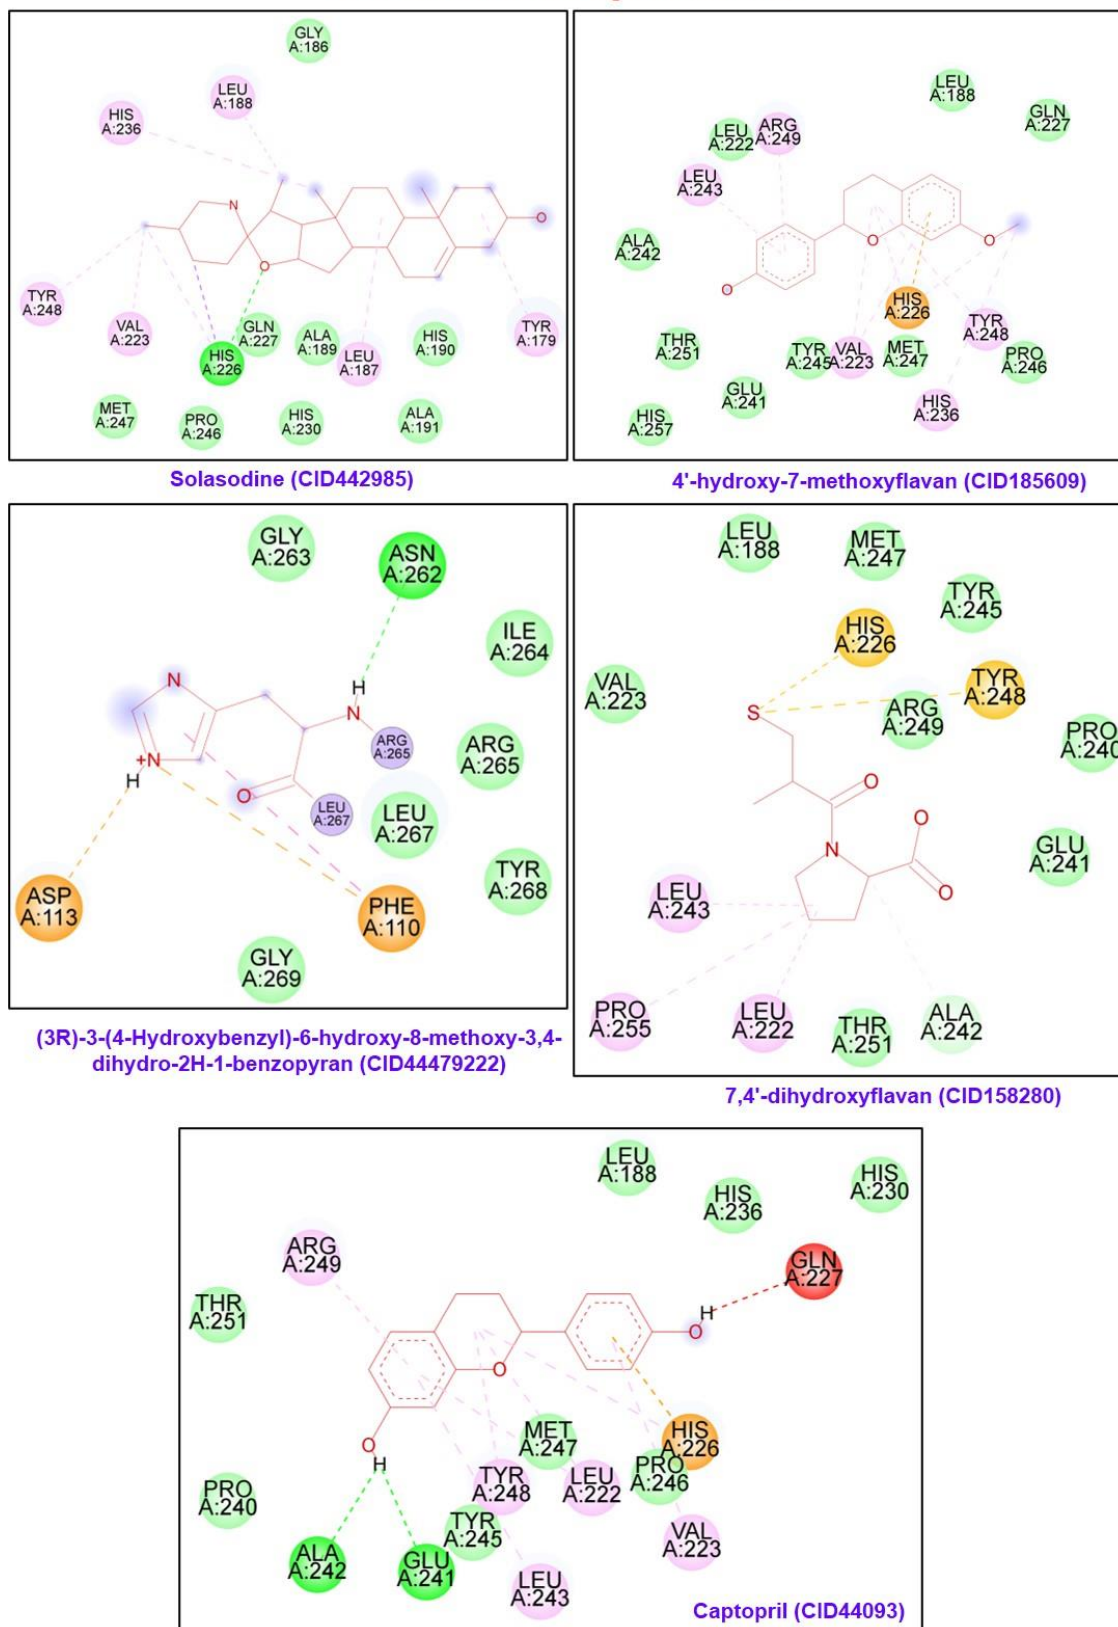 GLY
A:186
LEU
A:188
HIS
A:236
N
O
O
TYR
A:248
VAL
A:223
HIS
A:226
GLN
A:227
ALA
A:189
LEU
A:187
HIS
A:190
TYR
A:179
MET
A:247
PRO
A:246
HIS
A:230
ALA
A:191
Solasodine (CID442985)
LEU
A:188
GLN
A:227
LEU
A:222
ARG
A:249
LEU
A:243
ALA
A:242
O
O
O
HIS
A:226
TYR
A:248
THR
A:251
TYR
A:245
VAL
A:223
MET
A:247
PRO
A:246
GLU
A:241
HIS
A:236
HIS
A:257
4'-hydroxy-7-methoxyflavan (CID185609)
GLY
A:263
ASN
A:262
ILE
A:264
N
H
N
ARG
A:265
ARG
A:265
+N
H
O
LEU
A:267
LEU
A:267
TYR
A:268
ASP
A:113
PHE
A:110
GLY
A:269
(3R)-3-(4-Hydroxybenzyl)-6-hydroxy-8-methoxy-3,4-
dihydro-2H-1-benzopyran (CID44479222)
LEU
A:188
MET
A:247
TYR
A:245
HIS
A:226
TYR
A:248
VAL
A:223
S
ARG
A:249
PRO
A:240
O
O
N
O
GLU
A:241
LEU
A:243
PRO
A:255
LEU
A:222
THR
A:251
ALA
A:242
7,4'-dihydroxyflavan (CID158280)
LEU
A:188
HIS
A:236
HIS
A:230
ARG
A:249
GLN
A:227
THR
A:251
H
O
O
O
H
MET
A:247
HIS
A:226
PRO
A:246
TYR
A:248
LEU
A:222
PRO
A:240
TYR
A:245
VAL
A:223
ALA
A:242
GLU
A:241
LEU
A:243
Captopril (CID44093)